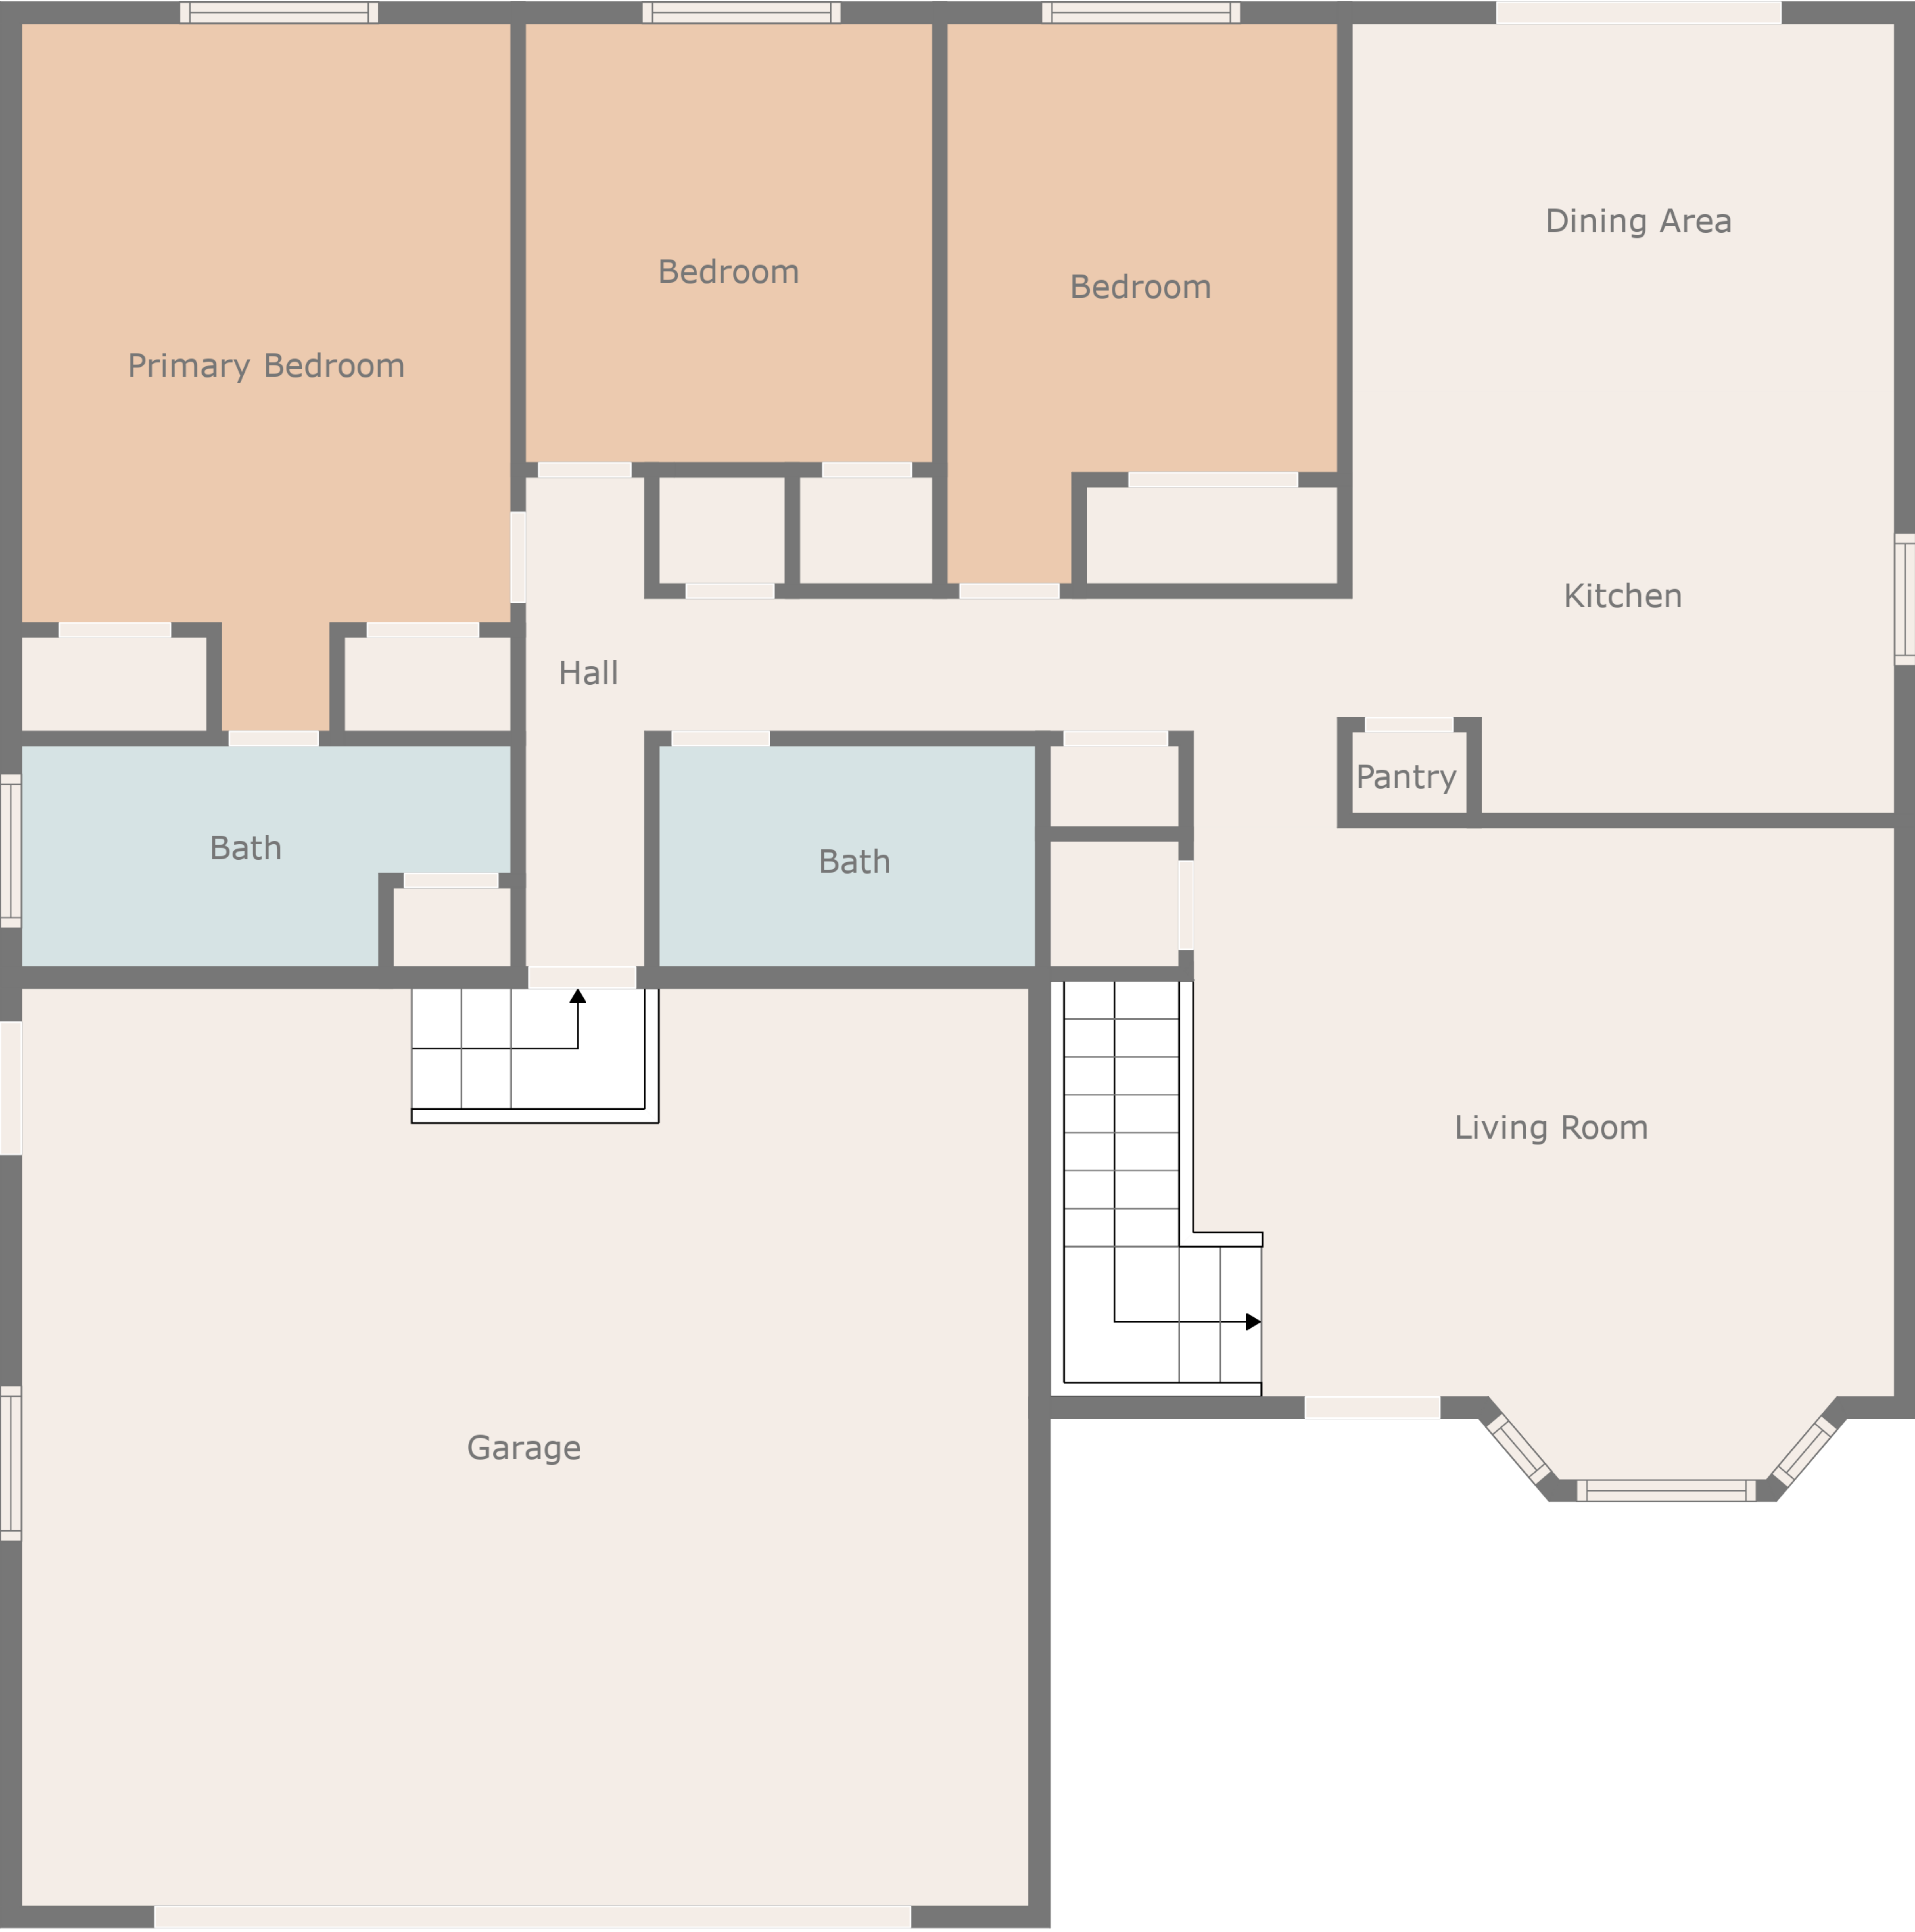 Dining Area
Bedroom
Bedroom
Primary Bedroom
Kitchen
Hall
Pantry
Bath
Bath
Living Room
Garage